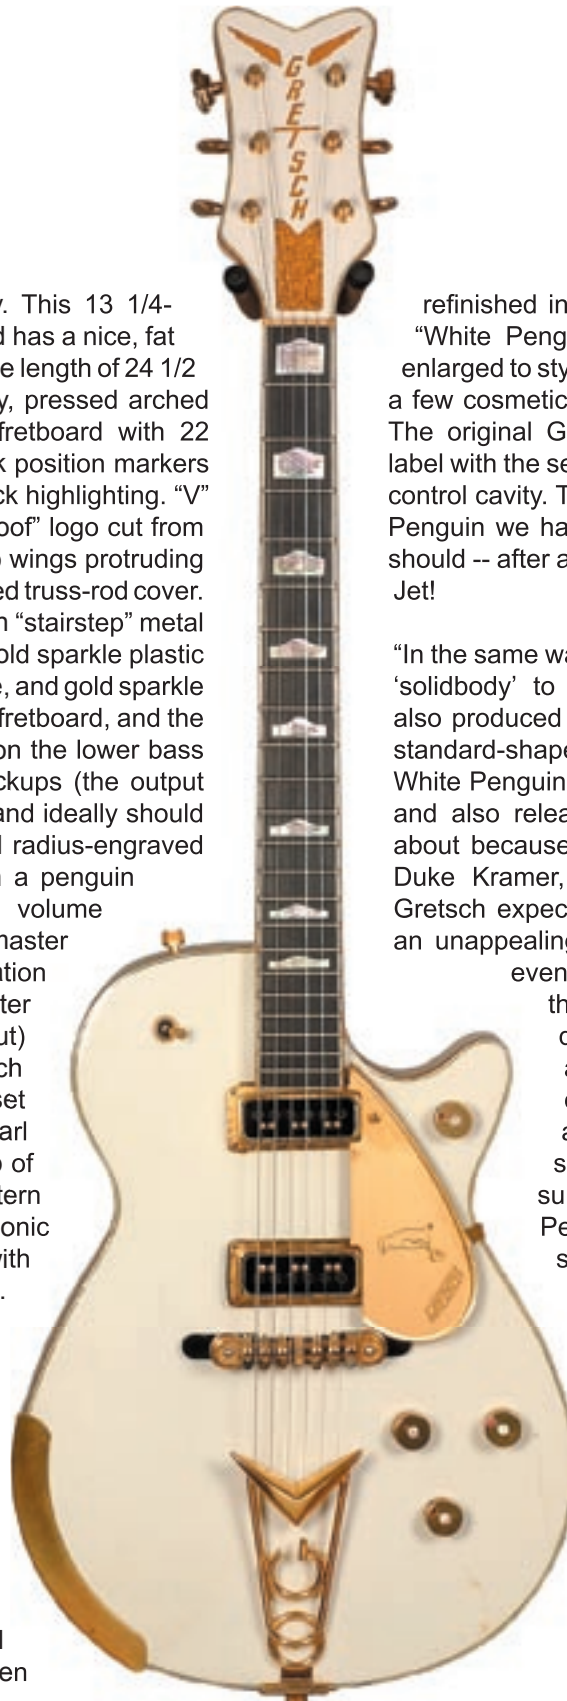 GRETSCH
y. This 13 1/4-
d has a nice, fat
e length of 24 1/2
y, pressed arched
fretboard with 22
k position markers
ck highlighting. “V”
oof” logo cut from
o wings protruding
ed truss-rod cover.
n “stairstep” metal
old sparkle plastic
e, and gold sparkle
fretboard, and the
on the lower bass
ckups (the output
and ideally should
l radius-engraved
n a penguin
volume
master
ation
ter
ut)
ch
set
arl
o of
tern
onic
with
.
l
en
refinished in
“White Peng
enlarged to sty
a few cosmetic
The original G
label with the se
control cavity. T
Penguin we ha
should -- after a
Jet!
“In the same wa
‘solidbody’ to
also produced
standard-shape
White Penguin
and also relea
about because
Duke Kramer,
Gretsch expec
an unappealing
even
th
c
a
c
a
s
su
Pe
s
GRETSCH
G